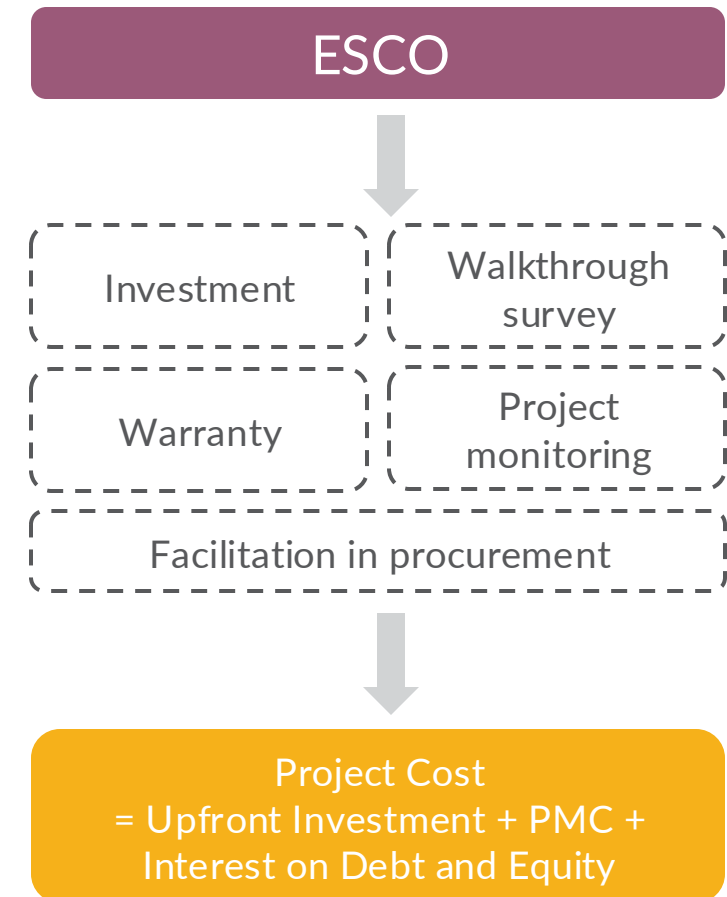 ESCO
Investment
Walkthrough
survey
Warranty
Project
monitoring
Facilitation in procurement
Project Cost
= Upfront Investment + PMC +
Interest on Debt and Equity